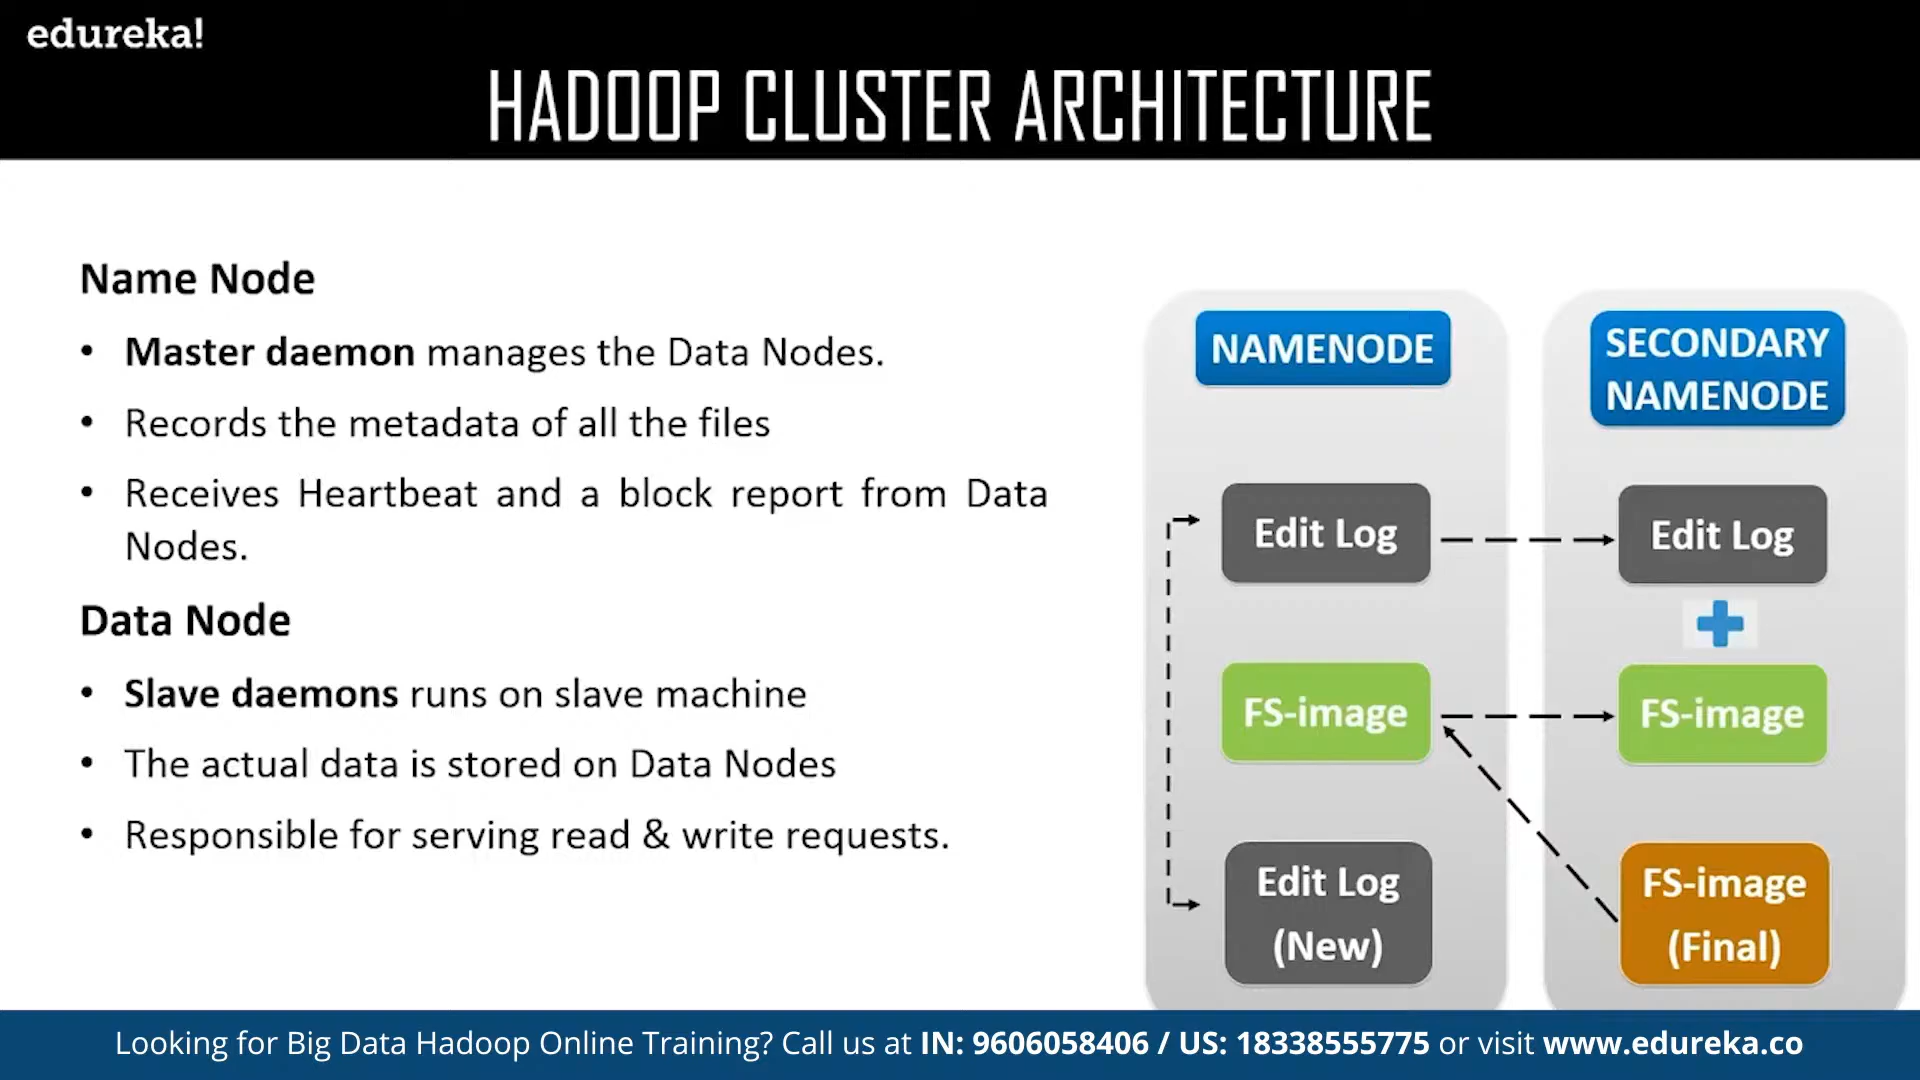 edureka!
HADOOP CLUSTER ARCHITECTURE
Name Node
• Master daemon manages the Data Nodes.
• Records the metadata of all the files
• Receives Heartbeat and a block report from Data
Nodes.
Data Node
• Slave daemons runs on slave machine
• The actual data is stored on Data Nodes
• Responsible for serving read & write requests.
NAMENODE
Edit Log
FS-image
Edit Log
(New)
SECONDARY
NAMENODE
Edit Log
FS-image
FS-image
(Final)
Looking for Big Data Hadoop Online Training? Call us at IN: 9606058406 / US: 18338555775 or visit www.edureka.co